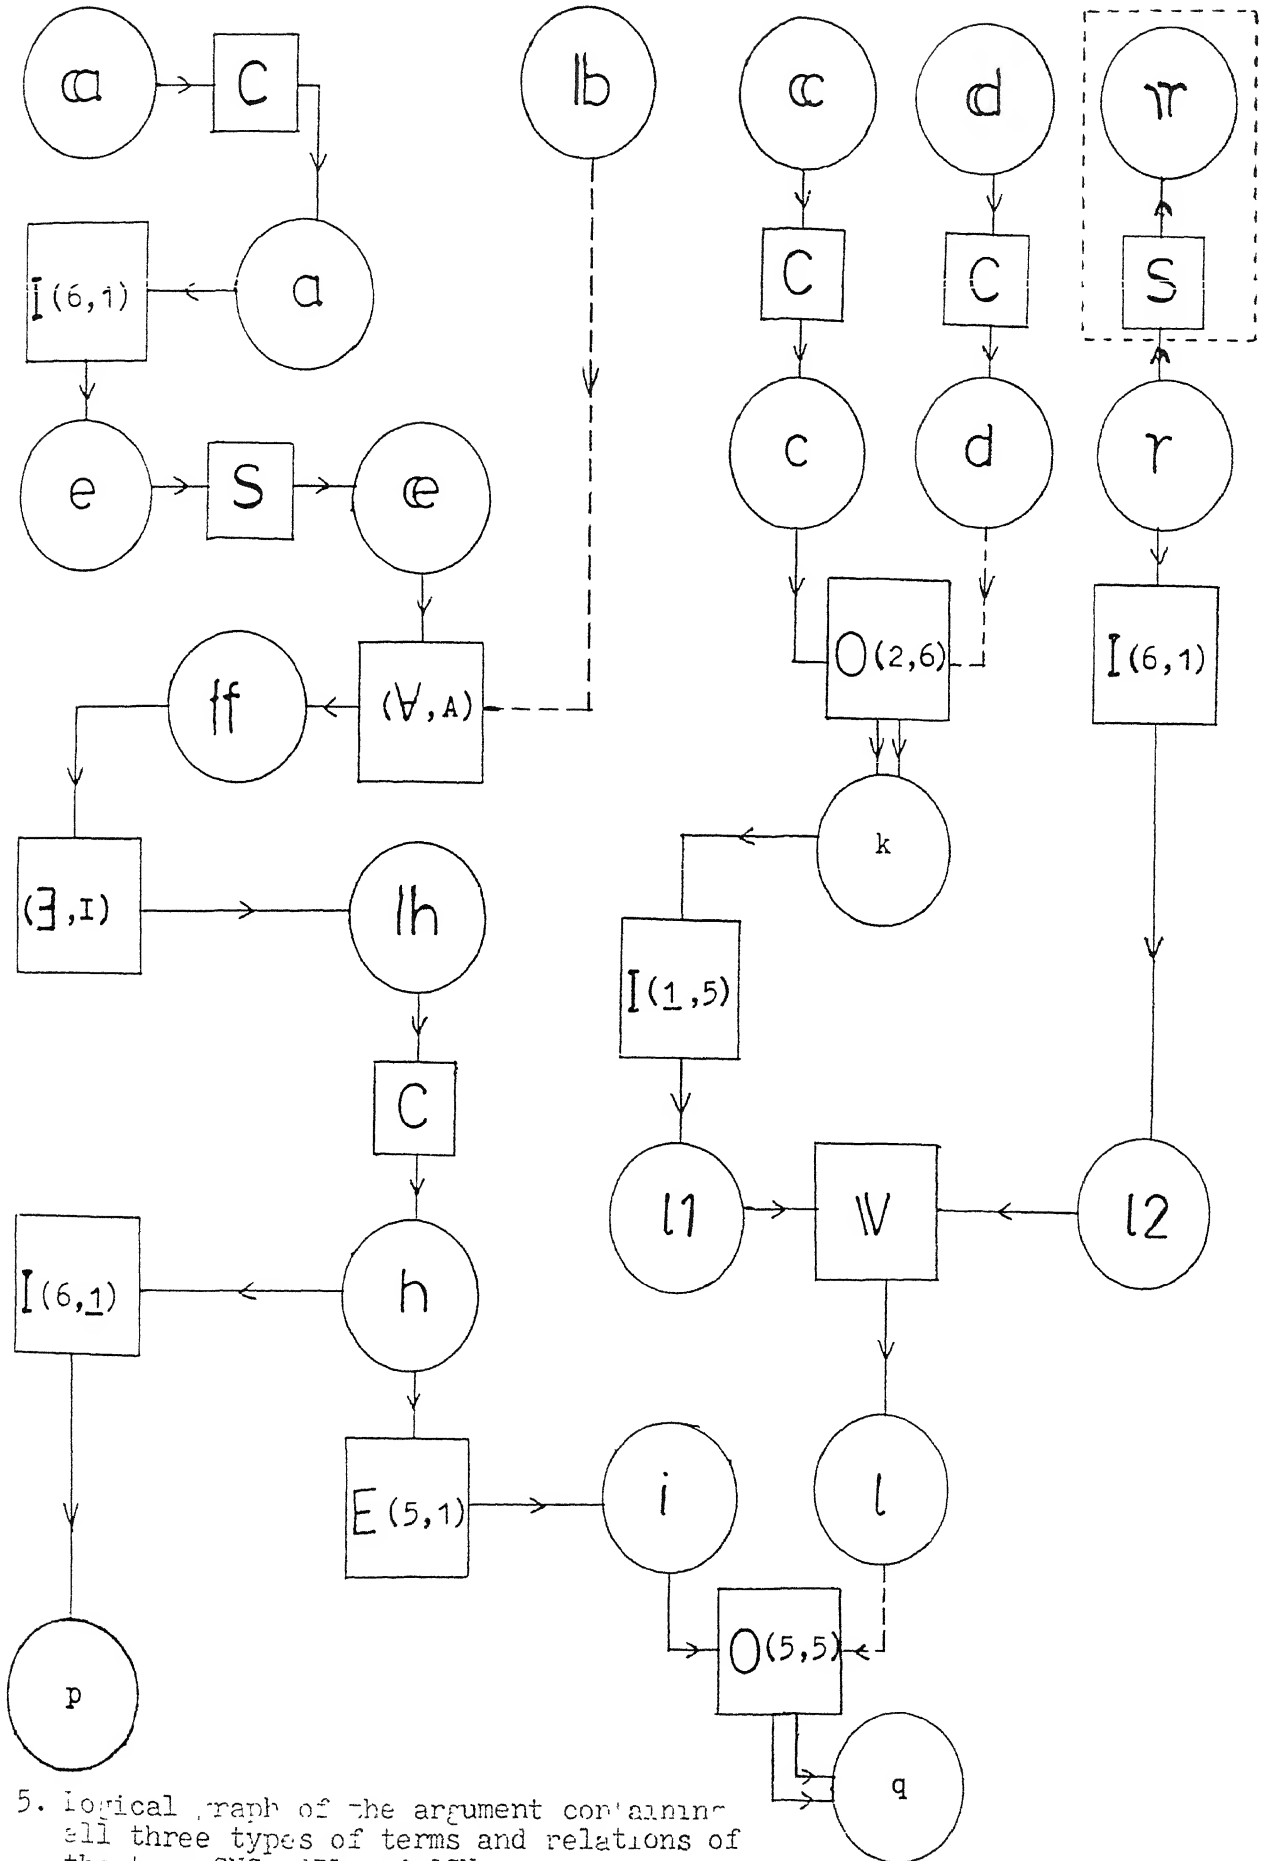 𝕒
C
𝕓
𝕔
𝕕
𝕣
I(6,1)
a
C
C
S
e
S
𝕖
c
d
r
𝕗
(∀,A)
O(2,6)
I(6,1)
k
(∃,I)
𝕙
I(1,5)
C
l1
W
l2
I(6,1)
h
E(5,1)
i
l
O(5,5)
p
q
5. logical graph of the argument containing
all three types of terms and relations of
the